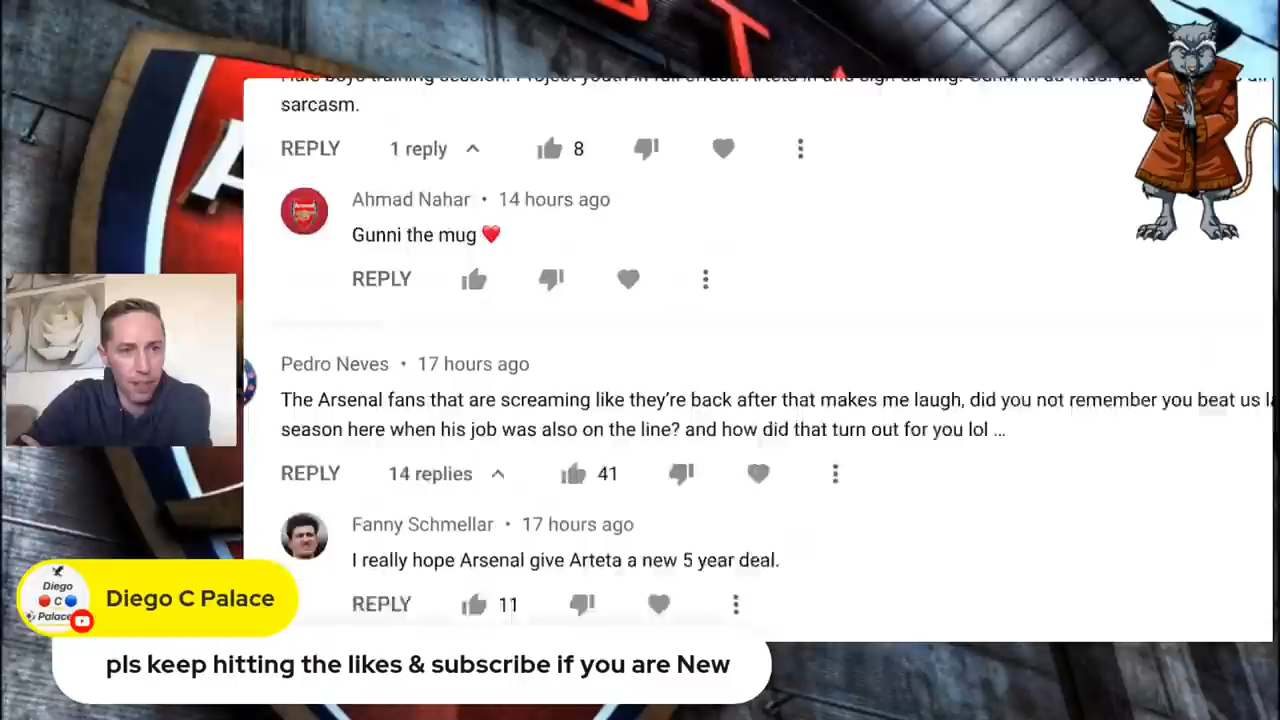 sarcasm.
REPLY 1 reply 8
Ahmad Nahar • 14 hours ago
Gunni the mug ❤️
REPLY
Pedro Neves • 17 hours ago
The Arsenal fans that are screaming like they're back after that makes me laugh, did you not remember you beat us
season here when his job was also on the line? and how did that turn out for you lol ...
REPLY 14 replies 41
Fanny Schmellar • 17 hours ago
I really hope Arsenal give Arteta a new 5 year deal.
REPLY 11
Diego
C
Palace
Diego C Palace
pls keep hitting the likes & subscribe if you are New